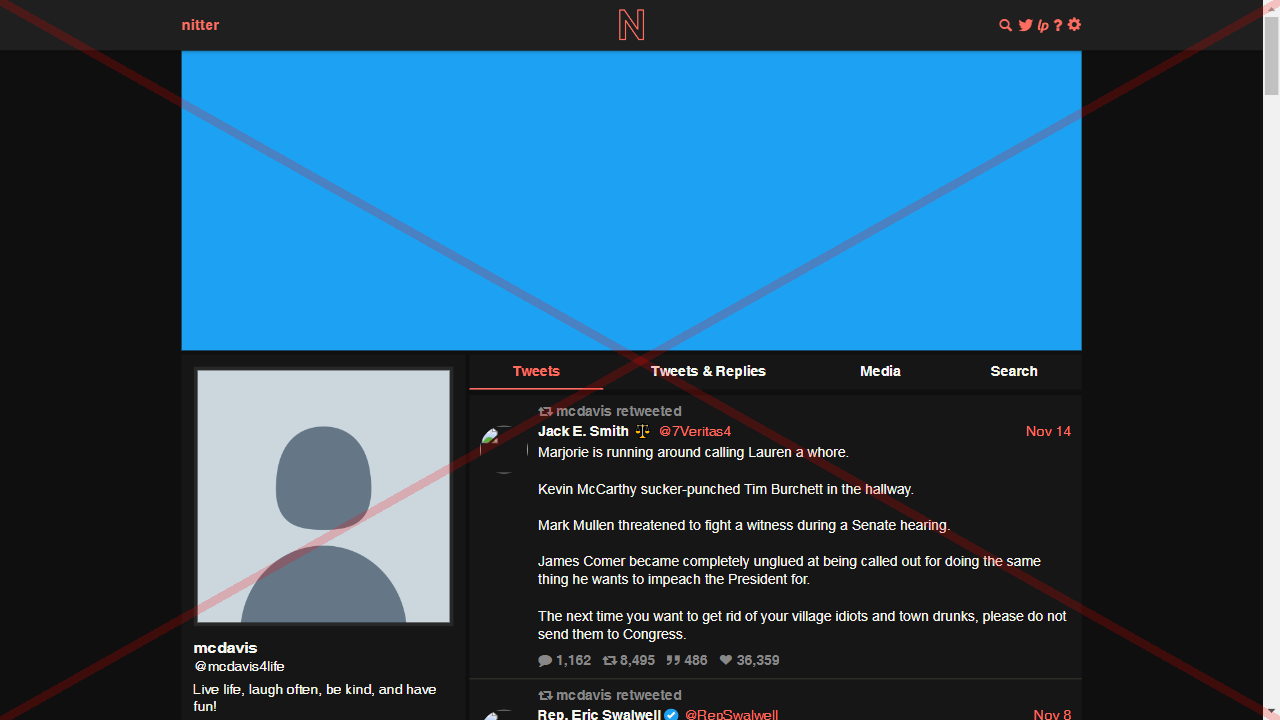 nitter
N
lp ?
Tweets Tweets & Replies Media Search
mcdavis retweeted
Jack E. Smith @7Veritas4 Nov 14
Marjorie is running around calling Lauren a whore.
Kevin McCarthy sucker-punched Tim Burchett in the hallway.
Mark Mullen threatened to fight a witness during a Senate hearing.
James Comer became completely unglued at being called out for doing the same
thing he wants to impeach the President for.
The next time you want to get rid of your village idiots and town drunks, please do not
send them to Congress.
1,162 8,495 486 36,359
mcdavis
@mcdavis4life
Live life, laugh often, be kind, and have
fun!
mcdavis retweeted
Rep. Eric Swalwell @RepSwalwell Nov 8